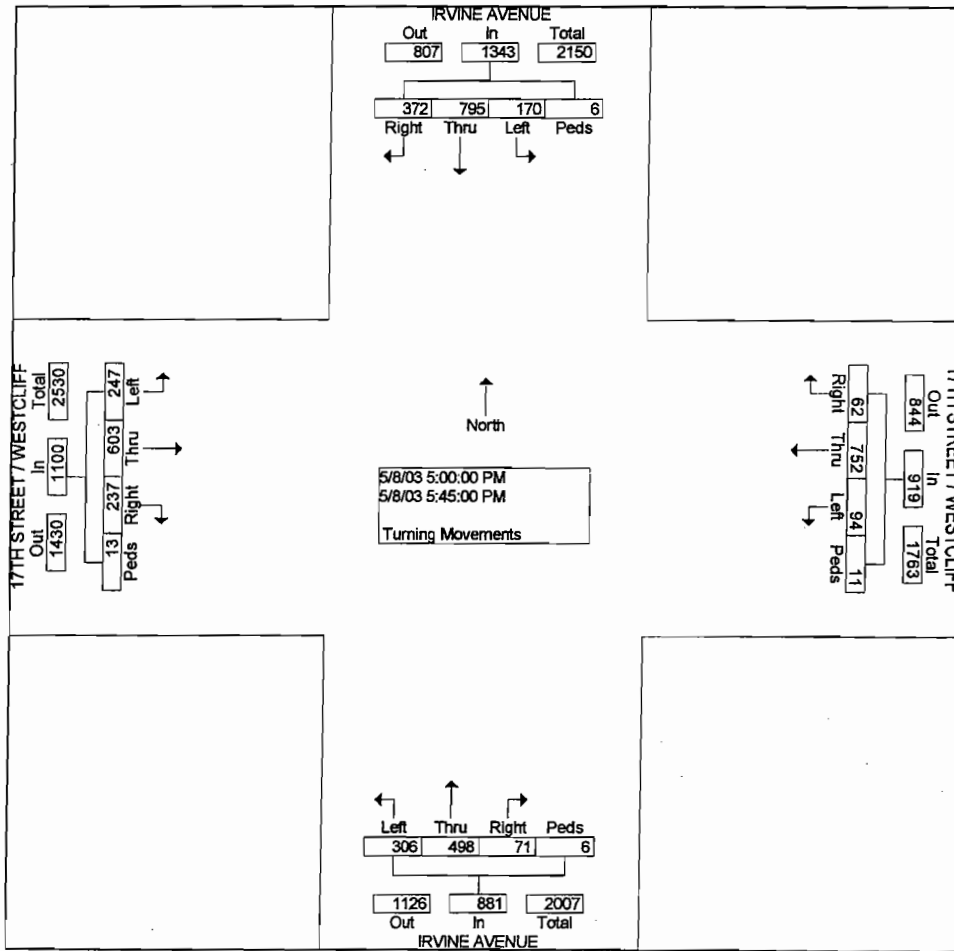 IRVINE AVENUE
Out In Total
807 1343 2150
372 795 170 6
Right Thru Left Peds
17TH STREET / WESTCLIFF
Out In Total
1430 1100 2530
13 237 603 247
Peds Right Thru Left
North
5/8/03 5:00:00 PM
5/8/03 5:45:00 PM
Turning Movements
Right Thru Left Peds
62 752 94 11
844 919 1763
Out In Total
17TH STREET / WESTCLIFF
Left Thru Right Peds
306 498 71 6
1126 881 2007
Out In Total
IRVINE AVENUE